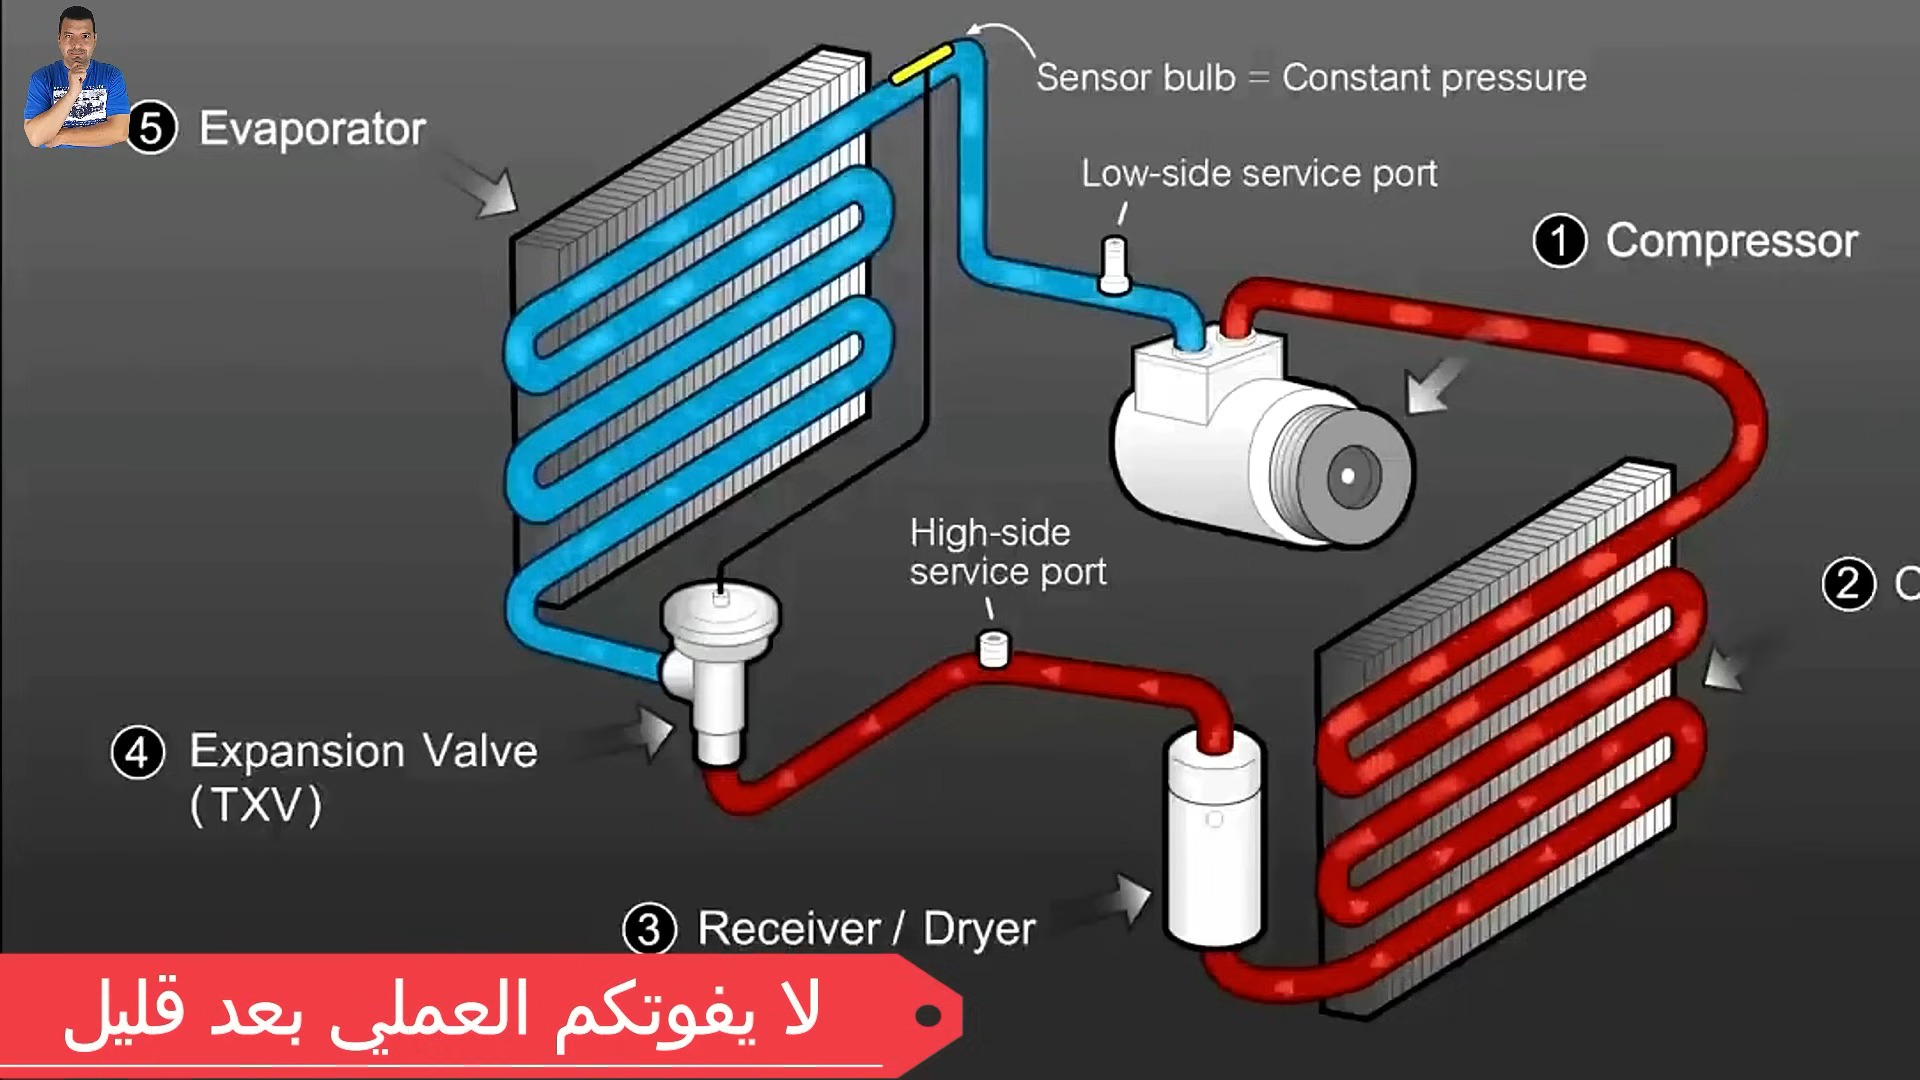 5 Evaporator
Sensor bulb = Constant pressure
Low-side service port
1 Compressor
High-side
service port
2 C
4 Expansion Valve
(TXV)
3 Receiver / Dryer
لا يفوتكم العملي بعد قليل